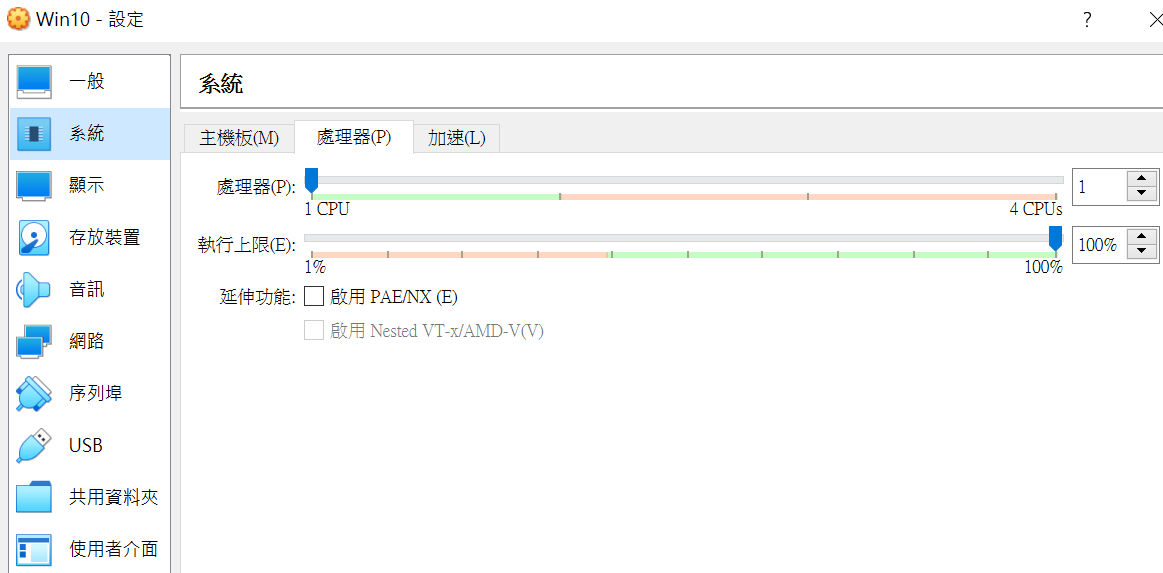 Win10 - 設定
?
一般
系統
顯示
存放裝置
音訊
網路
序列埠
USB
共用資料夾
使用者介面
系統
主機板(M) 處理器(P) 加速(L)
處理器(P): 1
1 CPU 4 CPUs
執行上限(E): 100%
1% 100%
延伸功能: 啟用 PAE/NX (E)
啟用 Nested VT-x/AMD-V(V)